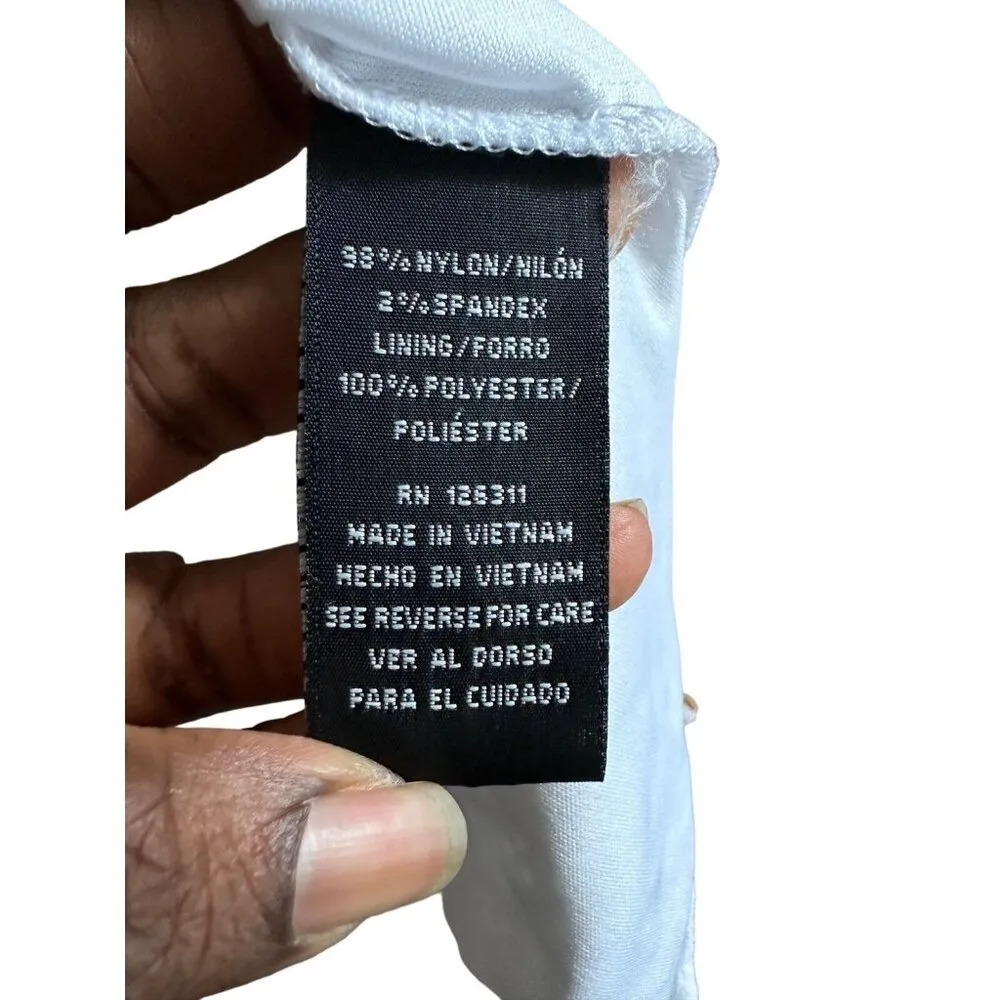 98% NYLON/NILÓN
2% SPANDEX
LINING/FORRO
100% POLYESTER/
POLIÉSTER
RN 126311
MADE IN VIETNAM
HECHO EN VIETNAM
SEE REVERSE FOR CARE
VER AL DORSO
PARA EL CUIDADO